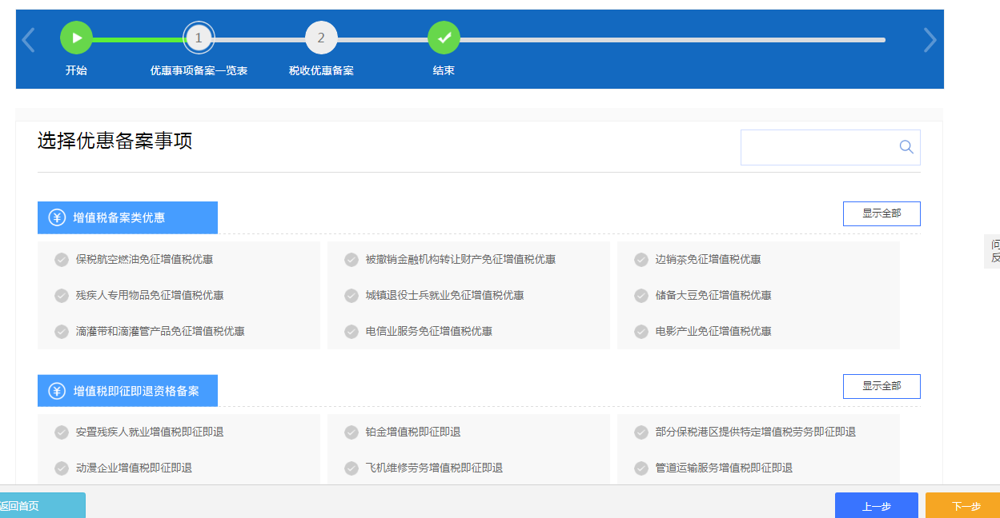 1
2
开始
优惠事项备案一览表
税收优惠备案
结束
选择优惠备案事项
增值税备案类优惠
显示全部
保税航空燃油免征增值税优惠
被撤销金融机构转让财产免征增值税优惠
边销茶免征增值税优惠
残疾人专用物品免征增值税优惠
城镇退役士兵就业免征增值税优惠
储备大豆免征增值税优惠
滴灌带和滴灌管产品免征增值税优惠
电信业服务免征增值税优惠
电影产业免征增值税优惠
增值税即征即退资格备案
显示全部
安置残疾人就业增值税即征即退
铂金增值税即征即退
部分保税港区提供特定增值税劳务即征即退
动漫企业增值税即征即退
飞机维修劳务增值税即征即退
管道运输服务增值税即征即退
问
反
返回首页
上一步
下一步